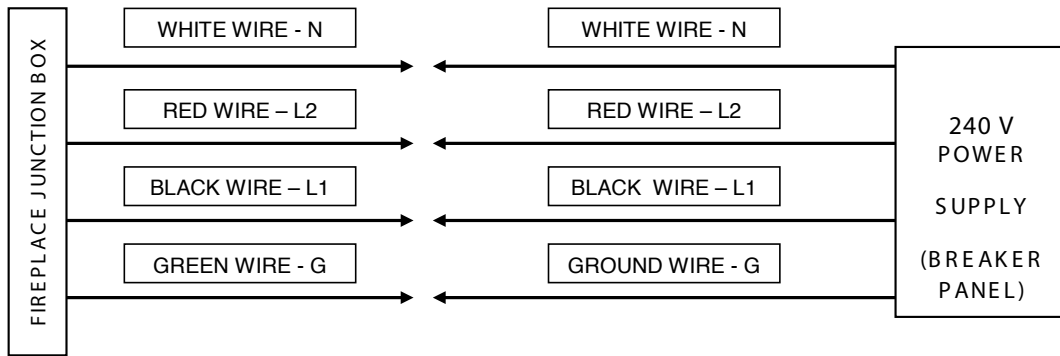 FIREPLACE JUNCTION BOX
WHITE WIRE - N
WHITE WIRE - N
RED WIRE – L2
RED WIRE – L2
BLACK WIRE – L1
BLACK WIRE – L1
GREEN WIRE - G
GROUND WIRE - G
240 V
POWER
SUPPLY
(BREAKER
PANEL)